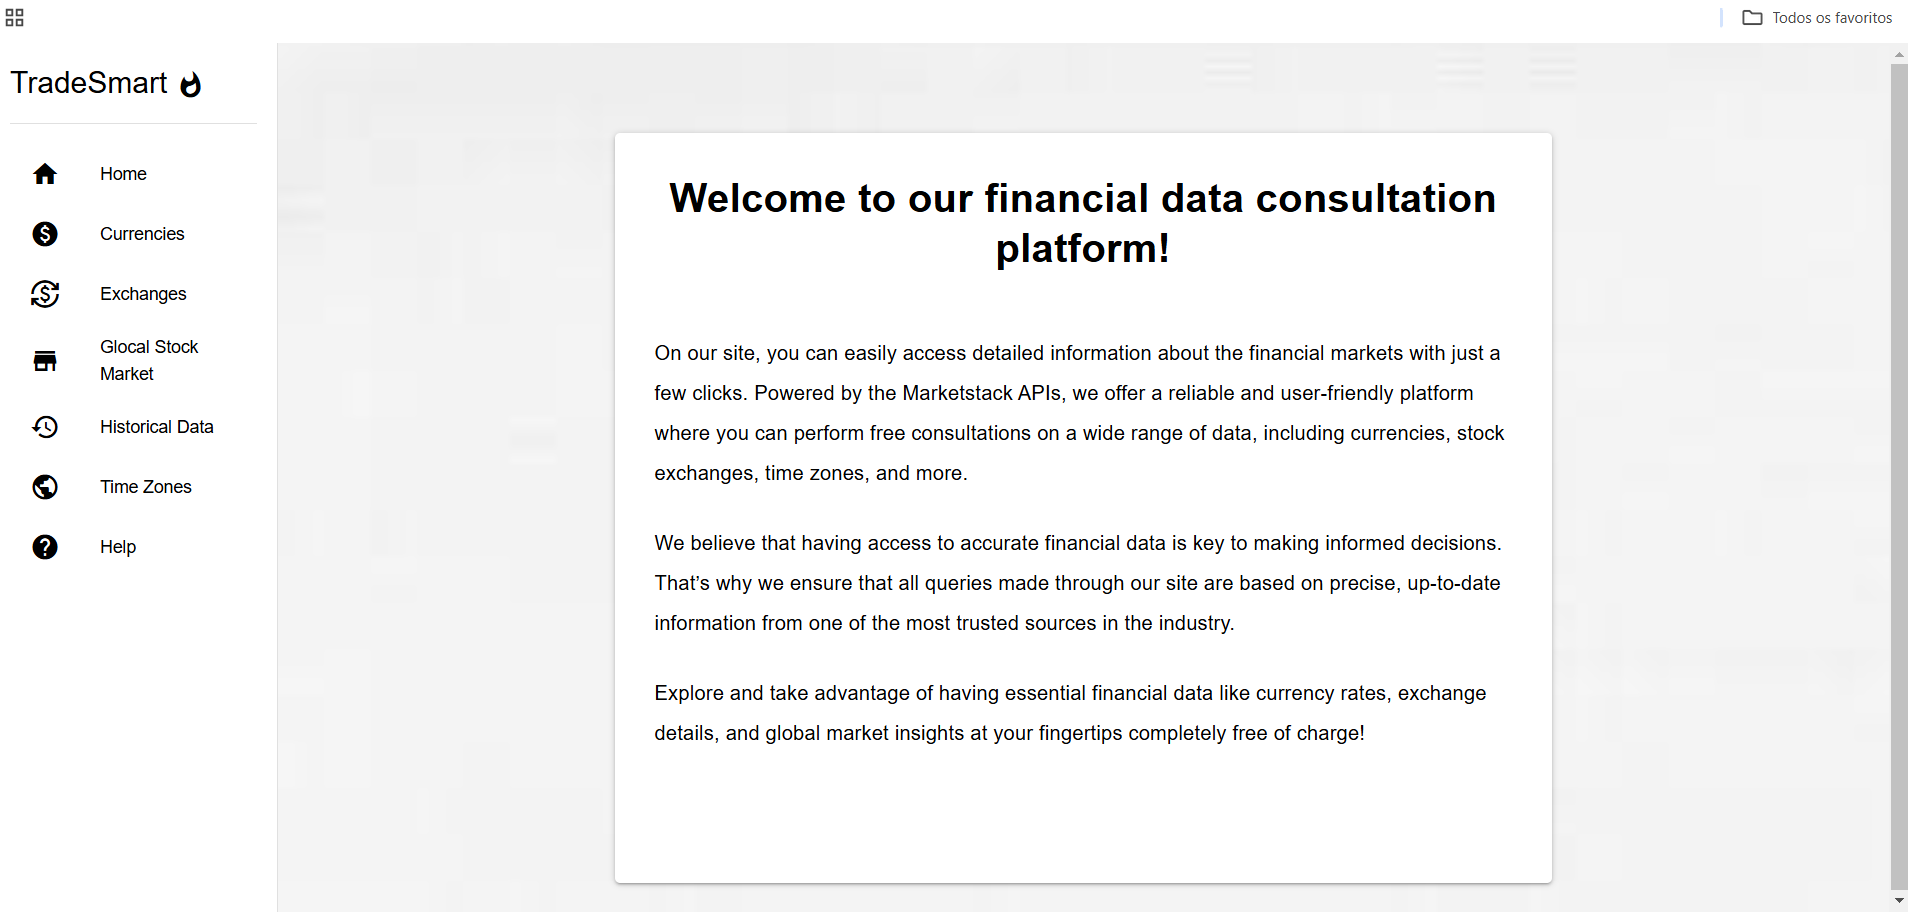 Todos os favoritos
TradeSmart
Home
Currencies
Exchanges
Glocal Stock
Market
Historical Data
Time Zones
Help
Welcome to our financial data consultation
platform!
On our site, you can easily access detailed information about the financial markets with just a
few clicks. Powered by the Marketstack APIs, we offer a reliable and user-friendly platform
where you can perform free consultations on a wide range of data, including currencies, stock
exchanges, time zones, and more.
We believe that having access to accurate financial data is key to making informed decisions.
That’s why we ensure that all queries made through our site are based on precise, up-to-date
information from one of the most trusted sources in the industry.
Explore and take advantage of having essential financial data like currency rates, exchange
details, and global market insights at your fingertips completely free of charge!